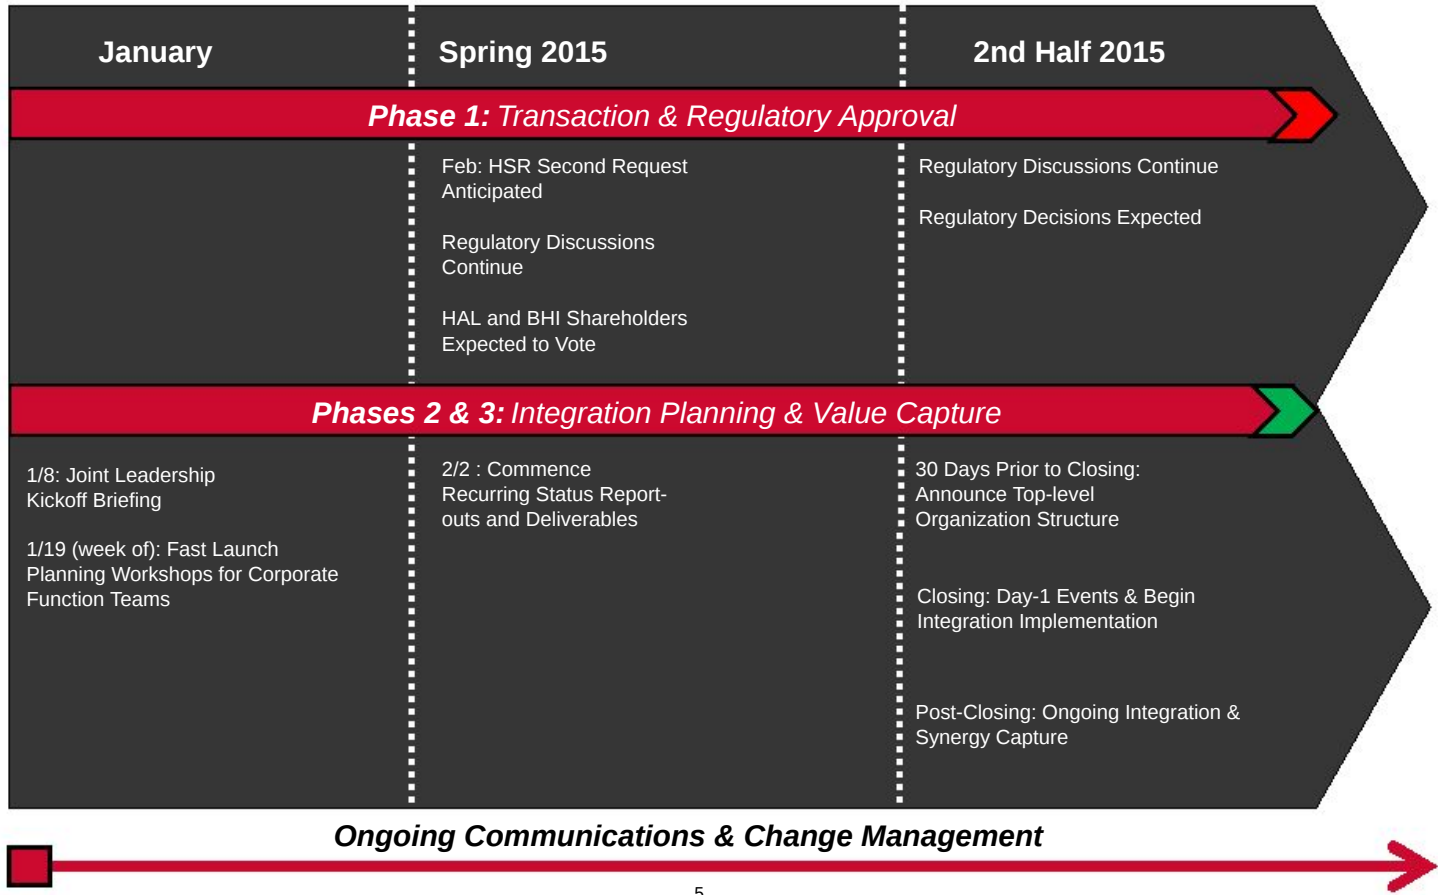 January
Spring 2015
2nd Half 2015
Phase 1: Transaction & Regulatory Approval
Feb: HSR Second Request
Anticipated
Regulatory Discussions
Continue
HAL and BHI Shareholders
Expected to Vote
Regulatory Discussions Continue
Regulatory Decisions Expected
Phases 2 & 3: Integration Planning & Value Capture
1/8: Joint Leadership
Kickoff Briefing
1/19 (week of): Fast Launch
Planning Workshops for Corporate
Function Teams
2/2 : Commence
Recurring Status Report-
outs and Deliverables
30 Days Prior to Closing:
Announce Top-level
Organization Structure
Closing: Day-1 Events & Begin
Integration Implementation
Post-Closing: Ongoing Integration &
Synergy Capture
Ongoing Communications & Change Management
5